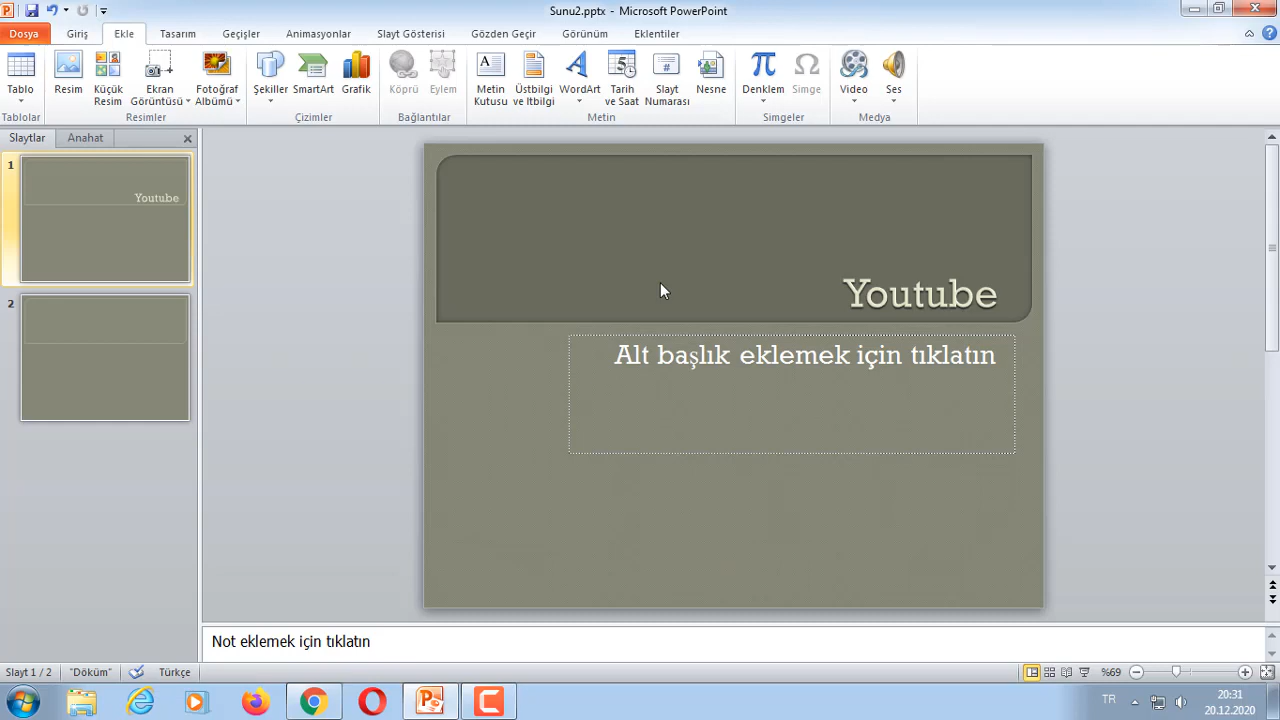 Sunu2.pptx - Microsoft PowerPoint
Dosya Giriş Ekle Tasarım Geçişler Animasyonlar Slayt Gösterisi Gözden Geçir Görünüm Eklentiler
Tablo
Resim
Küçük
Resim
Ekran
Görüntüsü
Fotoğraf
Albümü
Şekiller
SmartArt
Grafik
Köprü
Eylem
Metin
Kutusu
Üstbilgi
ve ltbilgi
WordArt
Tarih
ve Saat
Slayt
Numarası
Nesne
Denklem
Simge
Video
Ses
Tablolar Resimler Çizimler Bağlantılar Metin Simgeler Medya
Slaytlar Anahat
1
Youtube
2
Youtube
Alt başlık eklemek için tıklatın
Not eklemek için tıklatın
Slayt 1 / 2 "Döküm" Türkçe %69
TR 20:31
20.12.2020